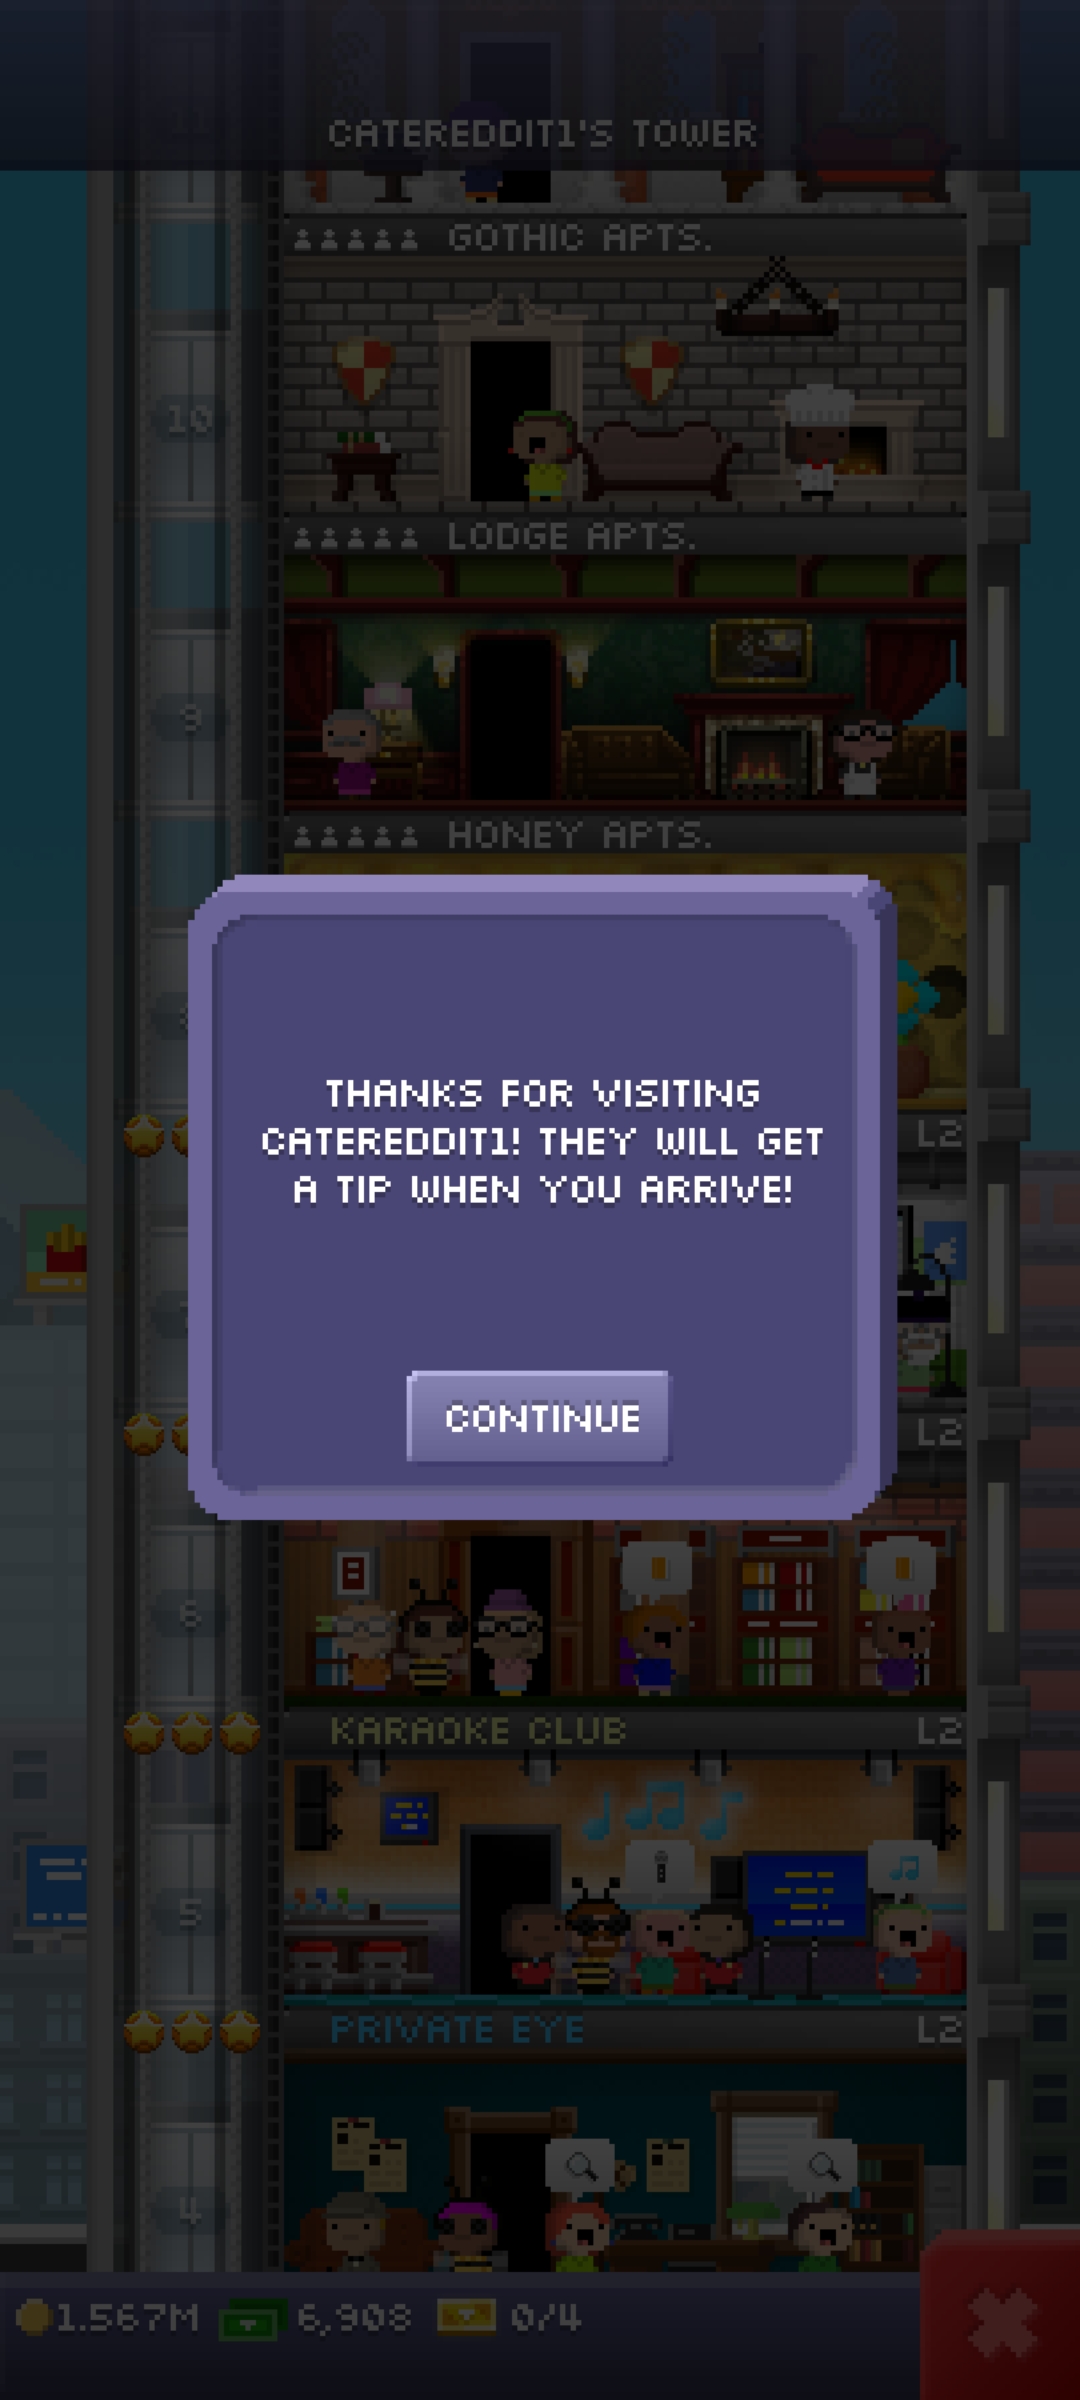 CATEREDDIT1'S TOWER
GOTHIC APTS.
10
LODGE APTS.
9
HONEY APTS.
L2
THANKS FOR VISITING
CATEREDDIT1! THEY WILL GET
A TIP WHEN YOU ARRIVE!
CONTINUE
L2
6
KARAOKE CLUB L2
5
PRIVATE EYE L2
4
1.567M 6,908 0/4